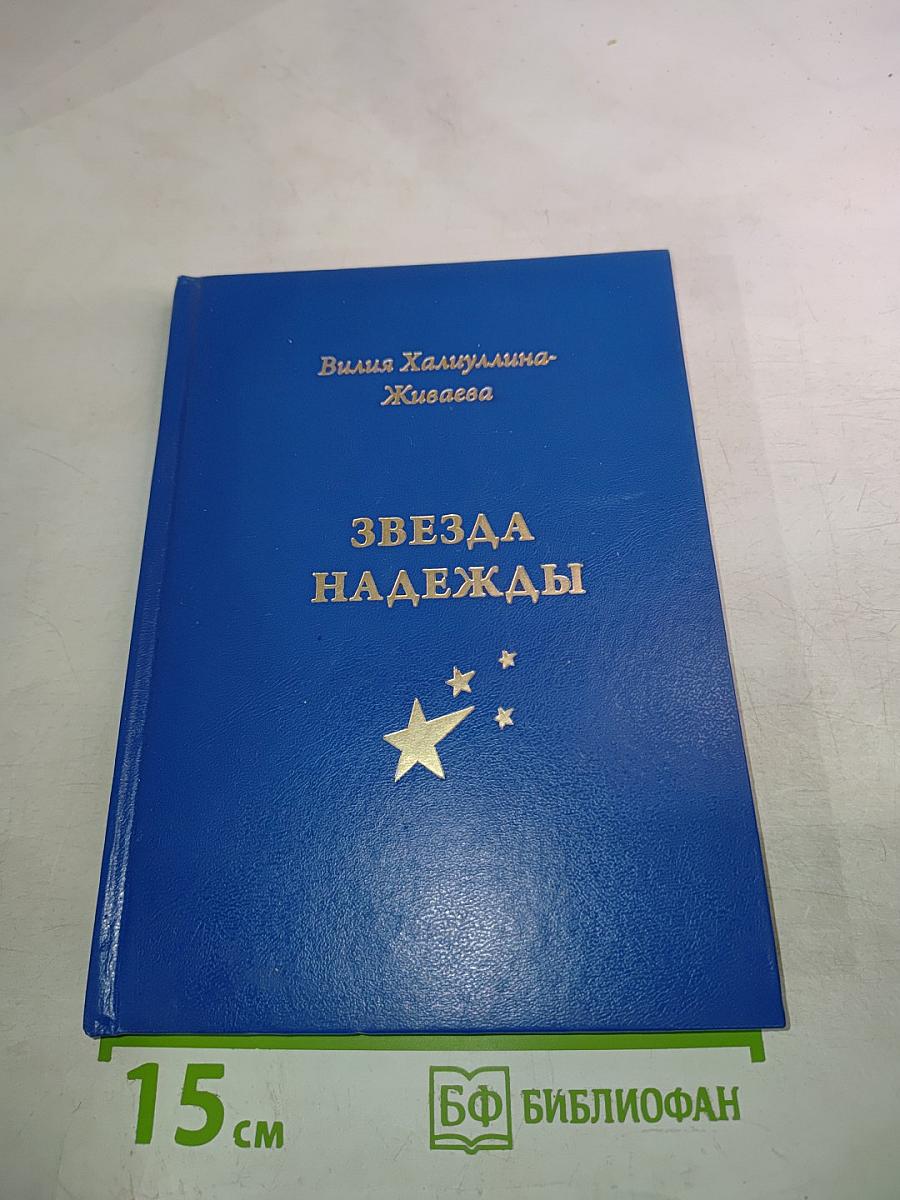 Вилия Халиуллина-
Живаева
ЗВЕЗДА
НАДЕЖДЫ
15 см
БФ БИБЛИОФАН